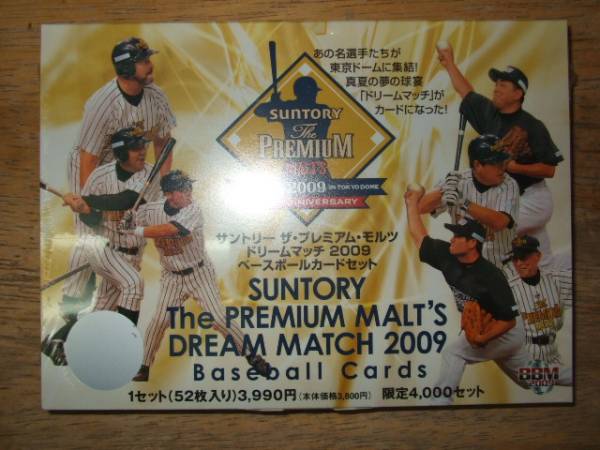 あの名選手たちが
東京ドームに集結!
真夏の夢の球宴
「ドリームマッチ」が
カードになった!
SUNTORY
The
PREMIUM
MALT'S
2009 IN TOKYO DOME
ANNIVERSARY
サントリー ザ・プレミアム・モルツ
ドリームマッチ 2009
ベースボールカードセット
SUNTORY
The PREMIUM MALT'S
DREAM MATCH 2009
Baseball Cards
1セット(52枚入り)3,990円(本体価格3,800円) 限定4,000セット
BBM
2009